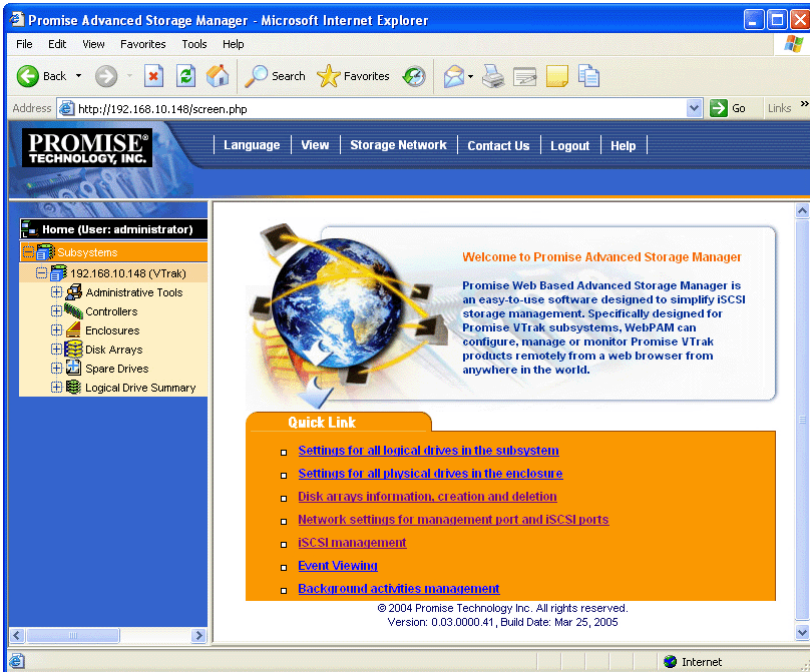 Promise Advanced Storage Manager - Microsoft Internet Explorer
File Edit View Favorites Tools Help
Back Search Favorites
Address http://192.168.10.148/screen.php Go Links »
PROMISE®
TECHNOLOGY, INC.
Language View Storage Network Contact Us Logout Help
Home (User: administrator)
Subsystems
192.168.10.148 (VTrak)
Administrative Tools
Controllers
Enclosures
Disk Arrays
Spare Drives
Logical Drive Summary
Welcome to Promise Advanced Storage Manager
Promise Web Based Advanced Storage Manager is
an easy-to-use software designed to simplify iSCSI
storage management. Specifically designed for
Promise VTrak subsystems, WebPAM can
configure, manage or monitor Promise VTrak
products remotely from a web browser from
anywhere in the world.
Quick Link
Settings for all logical drives in the subsystem
Settings for all physical drives in the enclosure
Disk arrays information, creation and deletion
Network settings for management port and iSCSI ports
iSCSI management
Event Viewing
Background activities management
© 2004 Promise Technology Inc. All rights reserved.
Version: 0.03.0000.41, Build Date: Mar 25, 2005
Internet